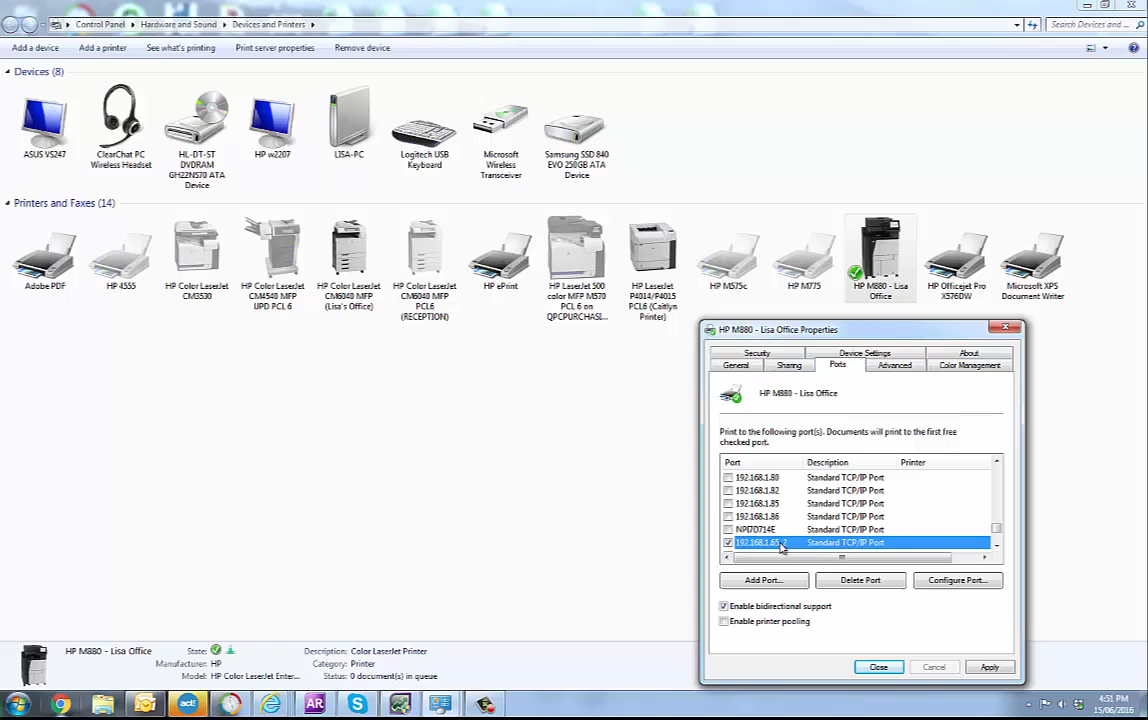 Control Panel ▸ Hardware and Sound ▸ Devices and Printers ▸
Search Devices and ...
Add a device
Add a printer
See what's printing
Print server properties
Remove device
Devices (8)
ASUS VS247
ClearChat PC
Wireless Headset
HL-DT-ST
DVDRAM
GH22NS70 ATA
Device
HP w2207
LISA-PC
Logitech USB
Keyboard
Microsoft
Wireless
Transceiver
Samsung SSD 840
EVO 250GB ATA
Device
Printers and Faxes (14)
Adobe PDF
HP 4555
HP Color LaserJet
CM3530
HP Color LaserJet
CM4540 MFP
UPD PCL 6
HP Color LaserJet
CM6040 MFP
(Lisa's Office)
HP Color LaserJet
CM6040 MFP
PCL6
(RECEPTION)
HP ePrint
HP LaserJet 500
color MFP M570
PCL 6 on
QPCPURCHASI...
HP LaserJet
P4014/P4015
PCL6 (Caitlyn
Printer)
HP M575c
HP M775
HP M880 - Lisa
Office
HP Officejet Pro
X576DW
Microsoft XPS
Document Writer
HP M880 - Lisa Office Properties
Security
Device Settings
About
General
Sharing
Ports
Advanced
Color Management
HP M880 - Lisa Office
Print to the following port(s). Documents will print to the first free
checked port.
Port Description Printer
192.168.1.80 Standard TCP/IP Port
192.168.1.82 Standard TCP/IP Port
192.168.1.85 Standard TCP/IP Port
192.168.1.86 Standard TCP/IP Port
NPI7D714E Standard TCP/IP Port
192.168.1.65_2 Standard TCP/IP Port
Add Port...
Delete Port
Configure Port...
Enable bidirectional support
Enable printer pooling
Close
Cancel
Apply
HP M880 - Lisa Office
State:
Manufacturer: HP
Model: HP Color LaserJet Enter...
Description: Color LaserJet Printer
Category: Printer
Status: 0 document(s) in queue
act!
AR
4:51 PM
15/06/2016